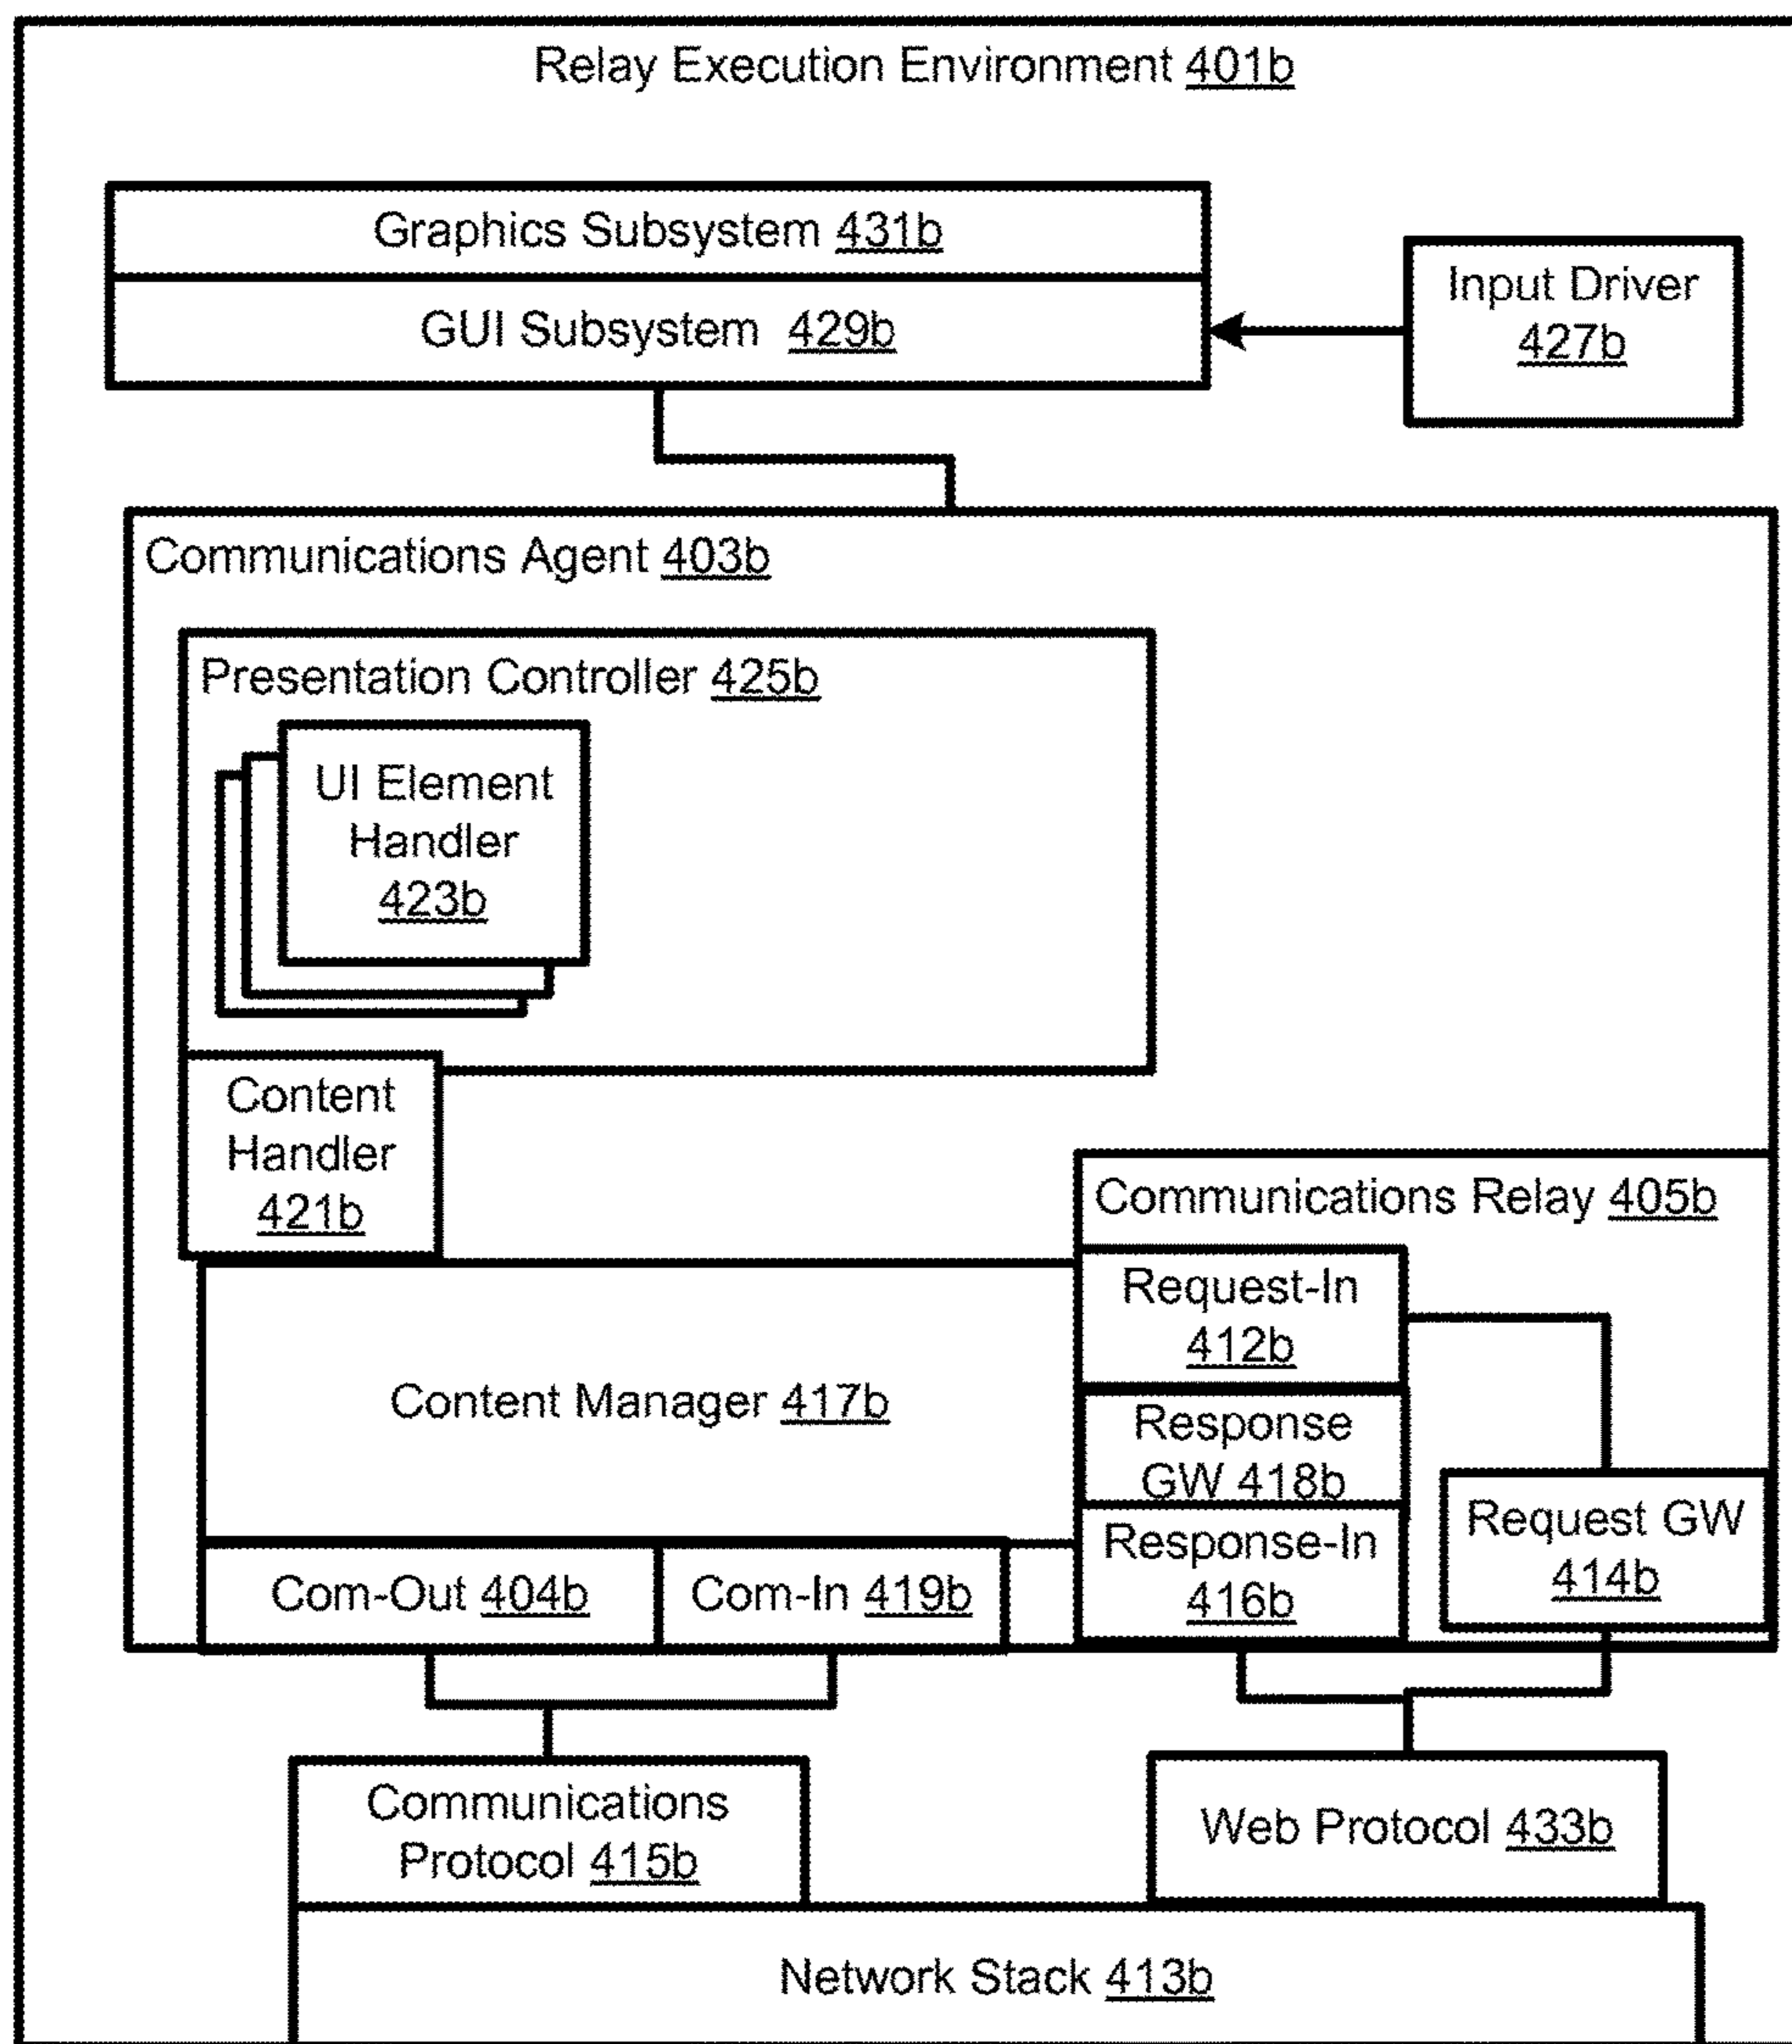 Relay Execution Environment 401b
Graphics Subsystem 431b
GUI Subsystem 429b
Input Driver
427b
Communications Agent 403b
Presentation Controller 425b
UI Element
Handler
423b
Content
Handler
421b
Communications Relay 405b
Request-In
412b
Content Manager 417b
Response
GW 418b
Response-In
416b
Request GW
414b
Com-Out 404b
Com-In 419b
Communications
Protocol 415b
Web Protocol 433b
Network Stack 413b